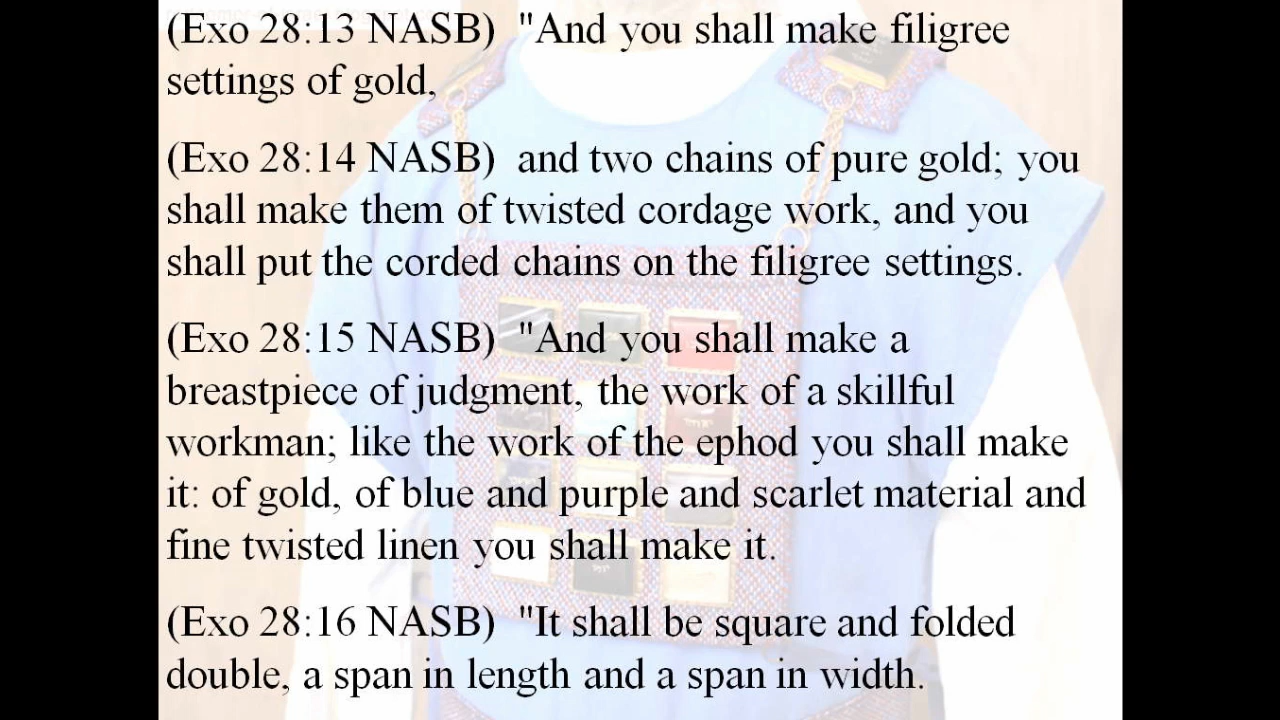 (Exo 28:13 NASB)  "And you shall make filigree
settings of gold,
(Exo 28:14 NASB)  and two chains of pure gold; you
shall make them of twisted cordage work, and you
shall put the corded chains on the filigree settings.
(Exo 28:15 NASB)  "And you shall make a
breastpiece of judgment, the work of a skillful
workman; like the work of the ephod you shall make
it: of gold, of blue and purple and scarlet material and
fine twisted linen you shall make it.
(Exo 28:16 NASB)  "It shall be square and folded
double, a span in length and a span in width.